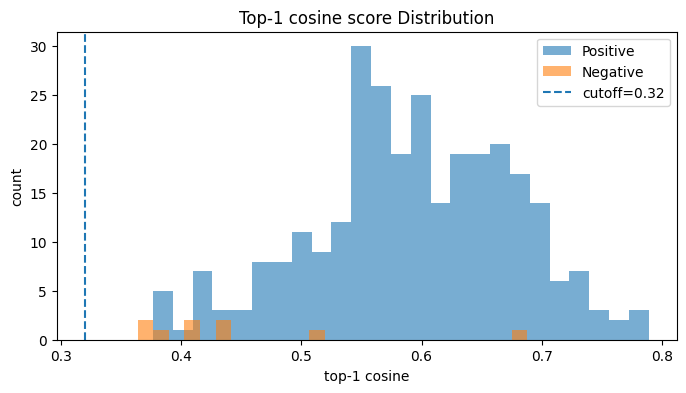 Top-1 cosine score Distribution
Positive
Negative
cutoff=0.32
count
30
25
20
15
10
5
0
0.3 0.4 0.5 0.6 0.7 0.8
top-1 cosine